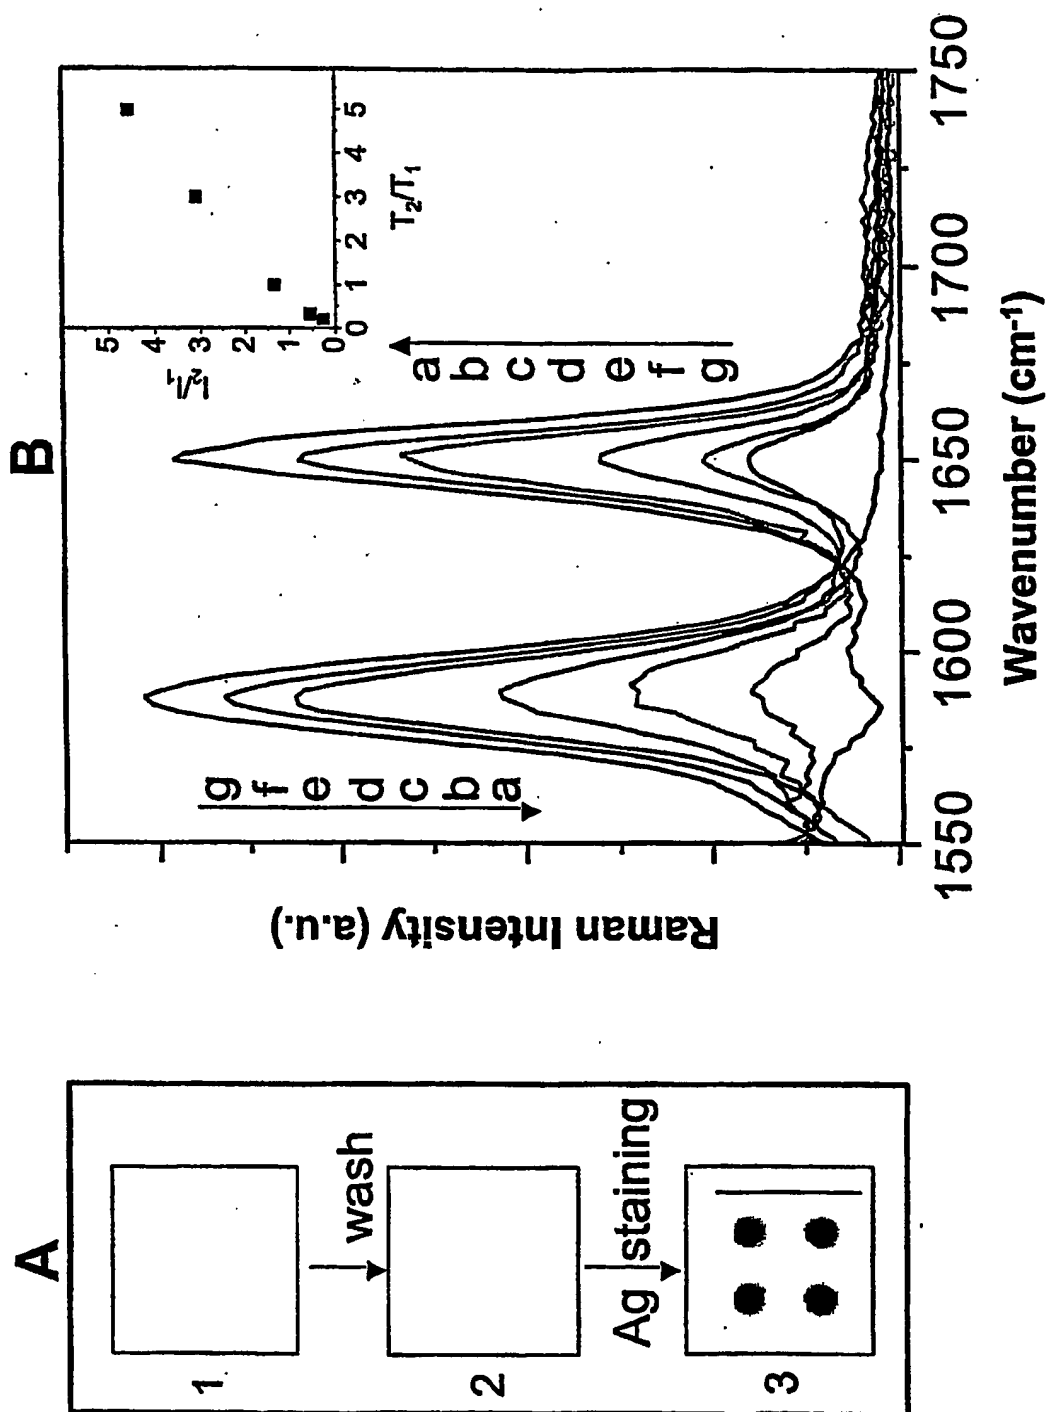 A
1
wash
2
Ag staining
3
B
Raman Intensity (a.u.)
g
f
e
d
c
b
a
a
b
c
d
e
f
g
I₂/I₁
5
4
3
2
1
0
0 1 2 3 4 5
T₂/T₁
1550 1600 1650 1700 1750
Wavenumber (cm⁻¹)